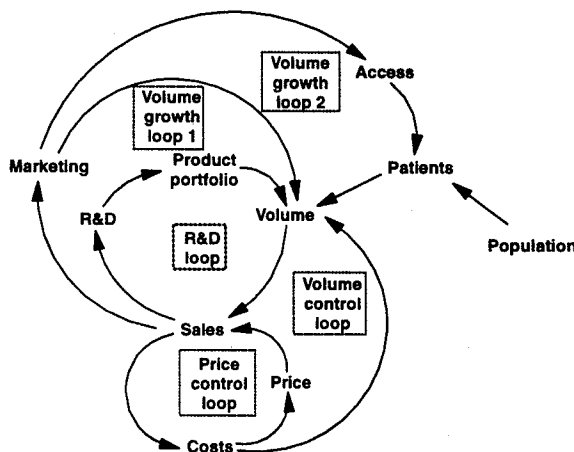 Volume
growth
loop 2
Access
Volume
growth
loop 1
Marketing
Product
portfolio
Patients
R&D
Volume
R&D
loop
Population
Volume
control
loop
Sales
Price
control
loop
Price
Costs